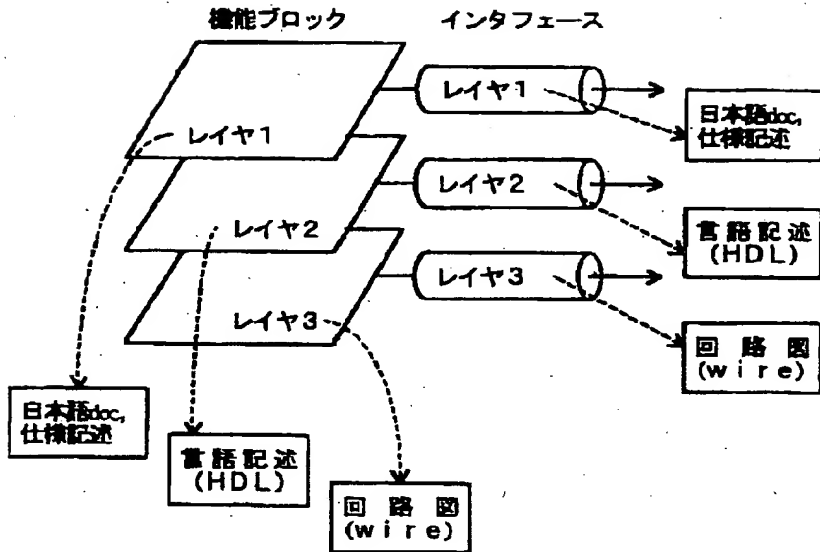 機能ブロック
インタフェース
レイヤ1
レイヤ1
日本語doc,
仕様記述
レイヤ2
レイヤ2
言語記述
(HDL)
レイヤ3
レイヤ3
回路図
(wire)
日本語doc,
仕様記述
言語記述
(HDL)
回路図
(wire)